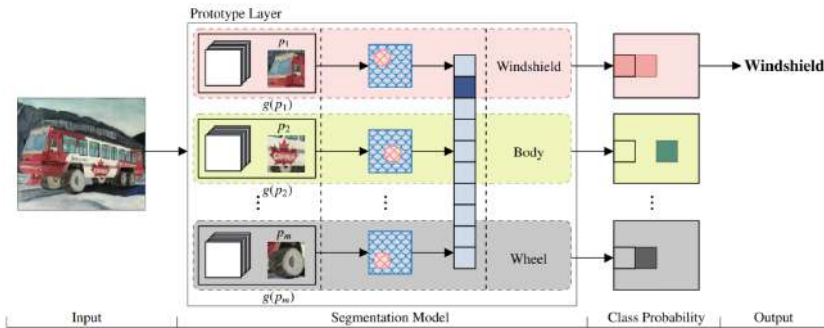 Prototype Layer
p₁
g(p₁)
Windshield
Windshield
p₂
g(p₂)
Body
pₘ
g(pₘ)
Wheel
Input
Segmentation Model
Class Probability
Output